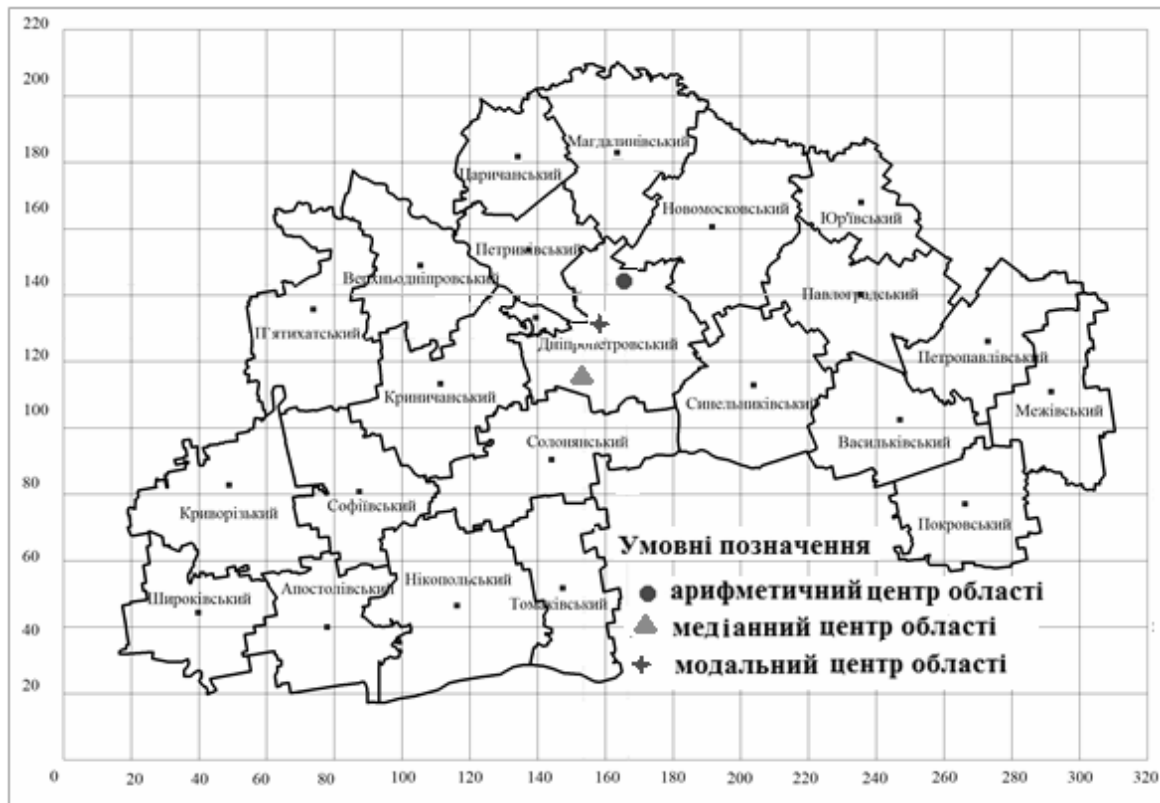 220
200
180
160
140
120
100
80
60
40
20
Магдалинівський
Царичанський
Новомосковський
Юр'ївський
Петриківський
Верхньодніпровський
Павлоградський
П'ятихатський
Дніпропетровський
Петропавлівський
Криничанський
Синельниківський
Межівський
Солонянський
Васильківський
Криворізький
Софіївський
Покровський
Умовні позначення
Широківський
Апостолівський
Нікопольський
Томаківський
арифметичний центр області
медіанний центр області
модальний центр області
0 20 40 60 80 100 120 140 160 180 200 220 240 260 280 300 320